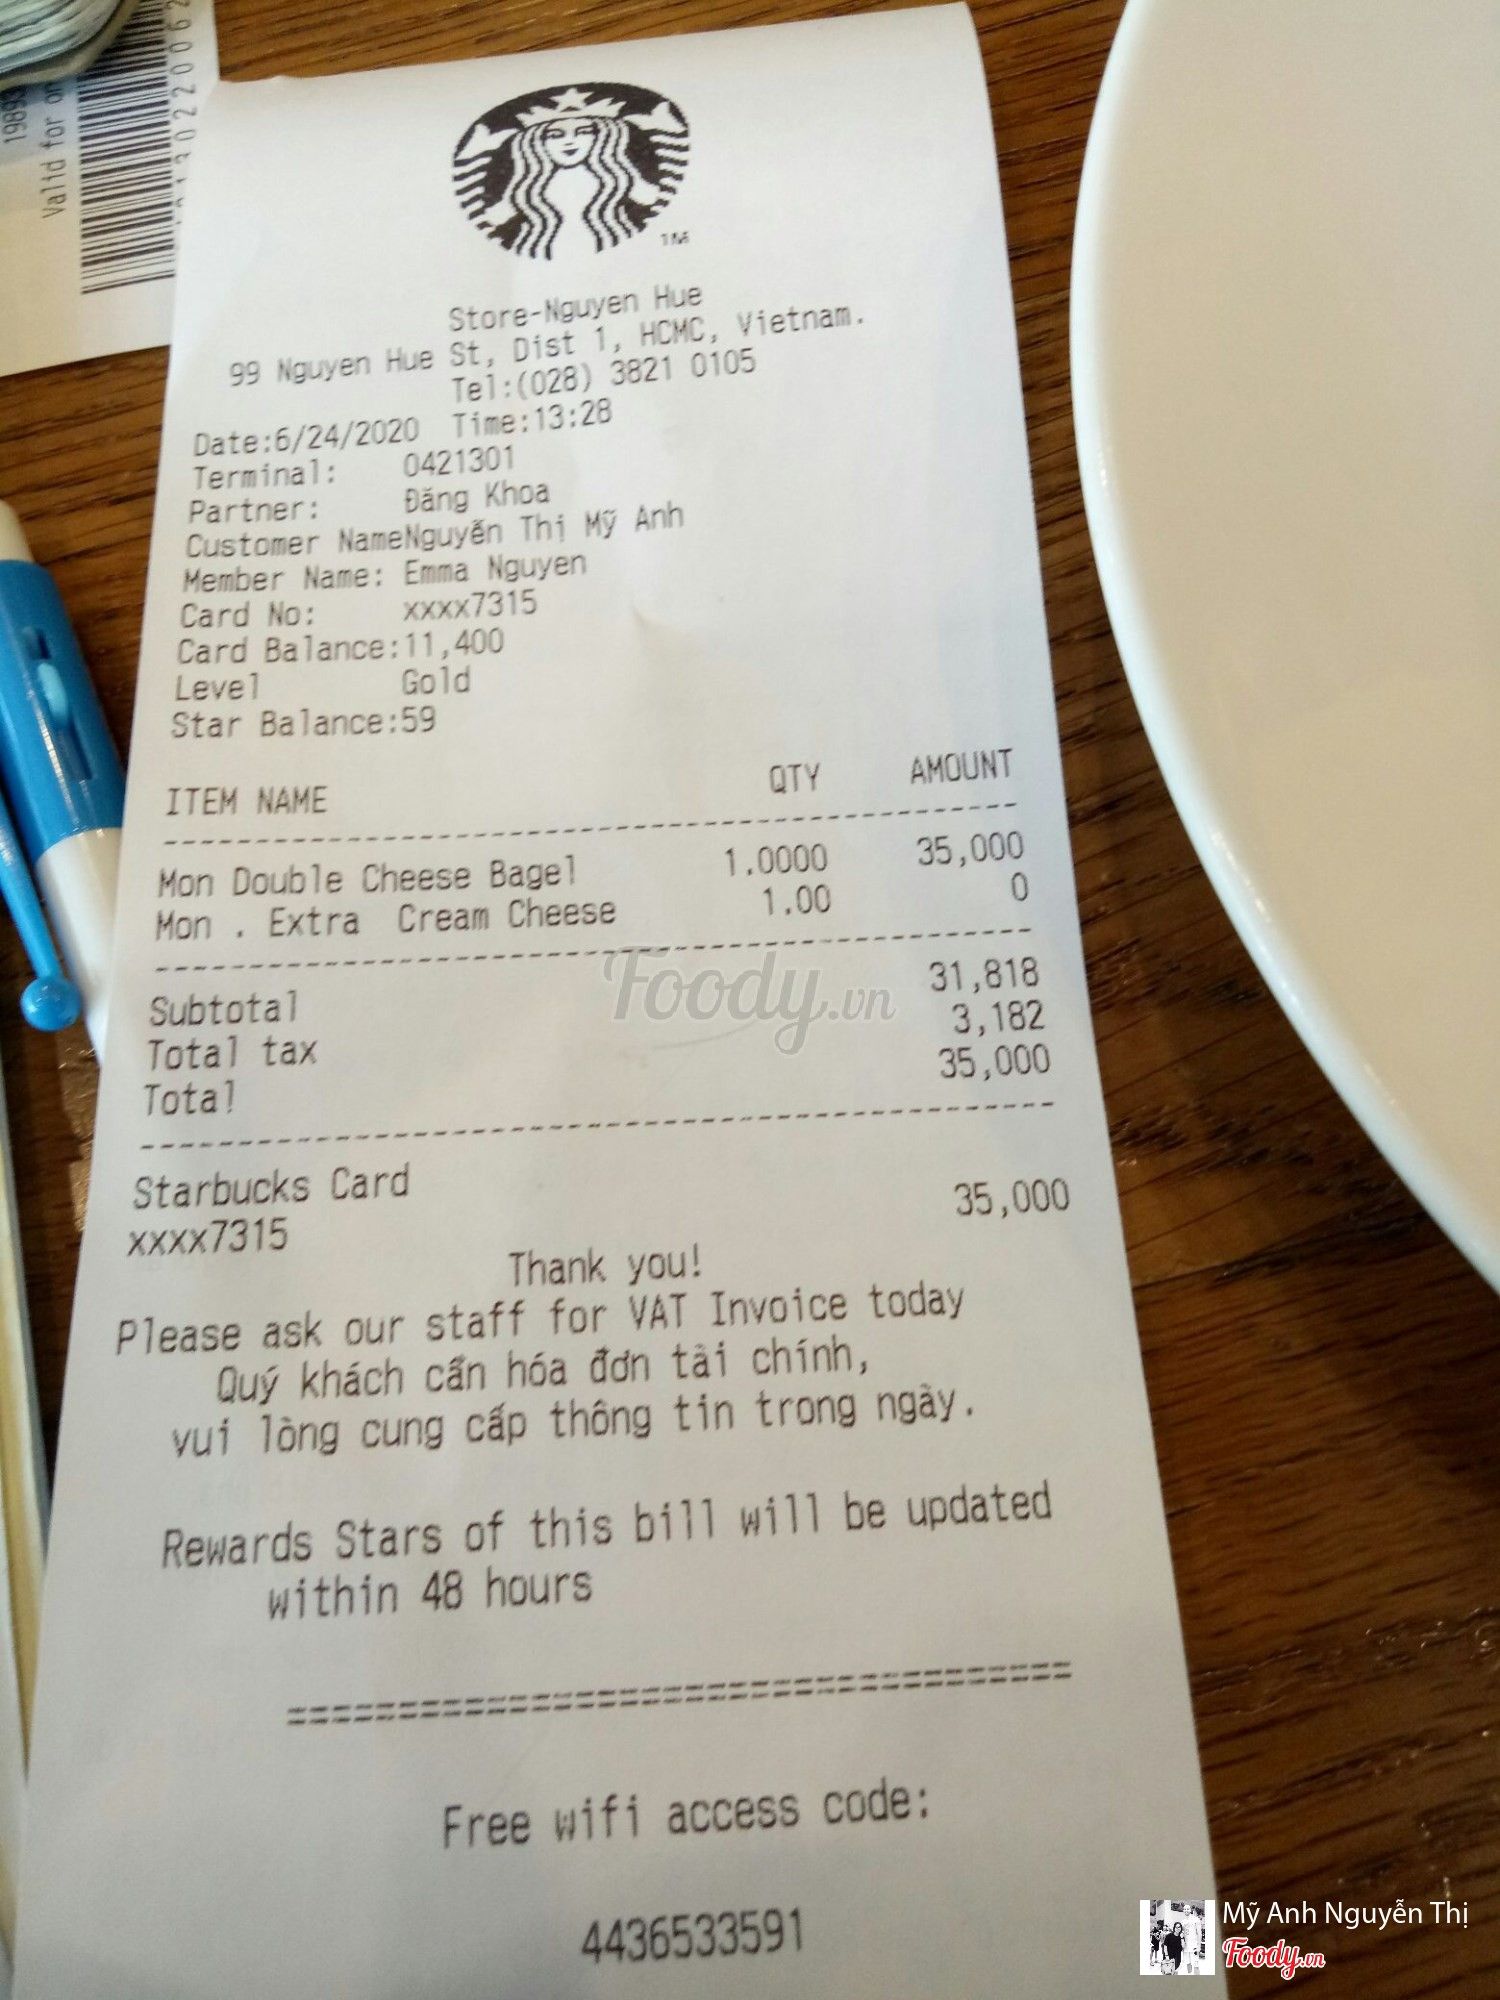 19893
Valid for on
TM
Store-Nguyen Hue
99 Nguyen Hue St, Dist 1, HCMC, Vietnam.
Tel:(028) 3821 0105
Date:6/24/2020 Time:13:28
Terminal: 0421301
Partner: Đăng Khoa
Customer NameNguyễn Thị Mỹ Anh
Member Name: Emma Nguyen
Card No: xxxx7315
Card Balance:11,400
Level Gold
Star Balance:59
ITEM NAME QTY AMOUNT
Mon Double Cheese Bagel 1.0000 35,000
Mon . Extra Cream Cheese 1.00 0
Subtotal 31,818
Total tax 3,182
Total 35,000
Foody.vn
Starbucks Card
xxxx7315 35,000
Thank you!
Please ask our staff for VAT Invoice today
Quý khách cần hóa đơn tài chính,
vui lòng cung cấp thông tin trong ngày.
Rewards Stars of this bill will be updated
within 48 hours
Free wifi access code:
4436533591
Mỹ Anh Nguyễn Thị
Foody.vn